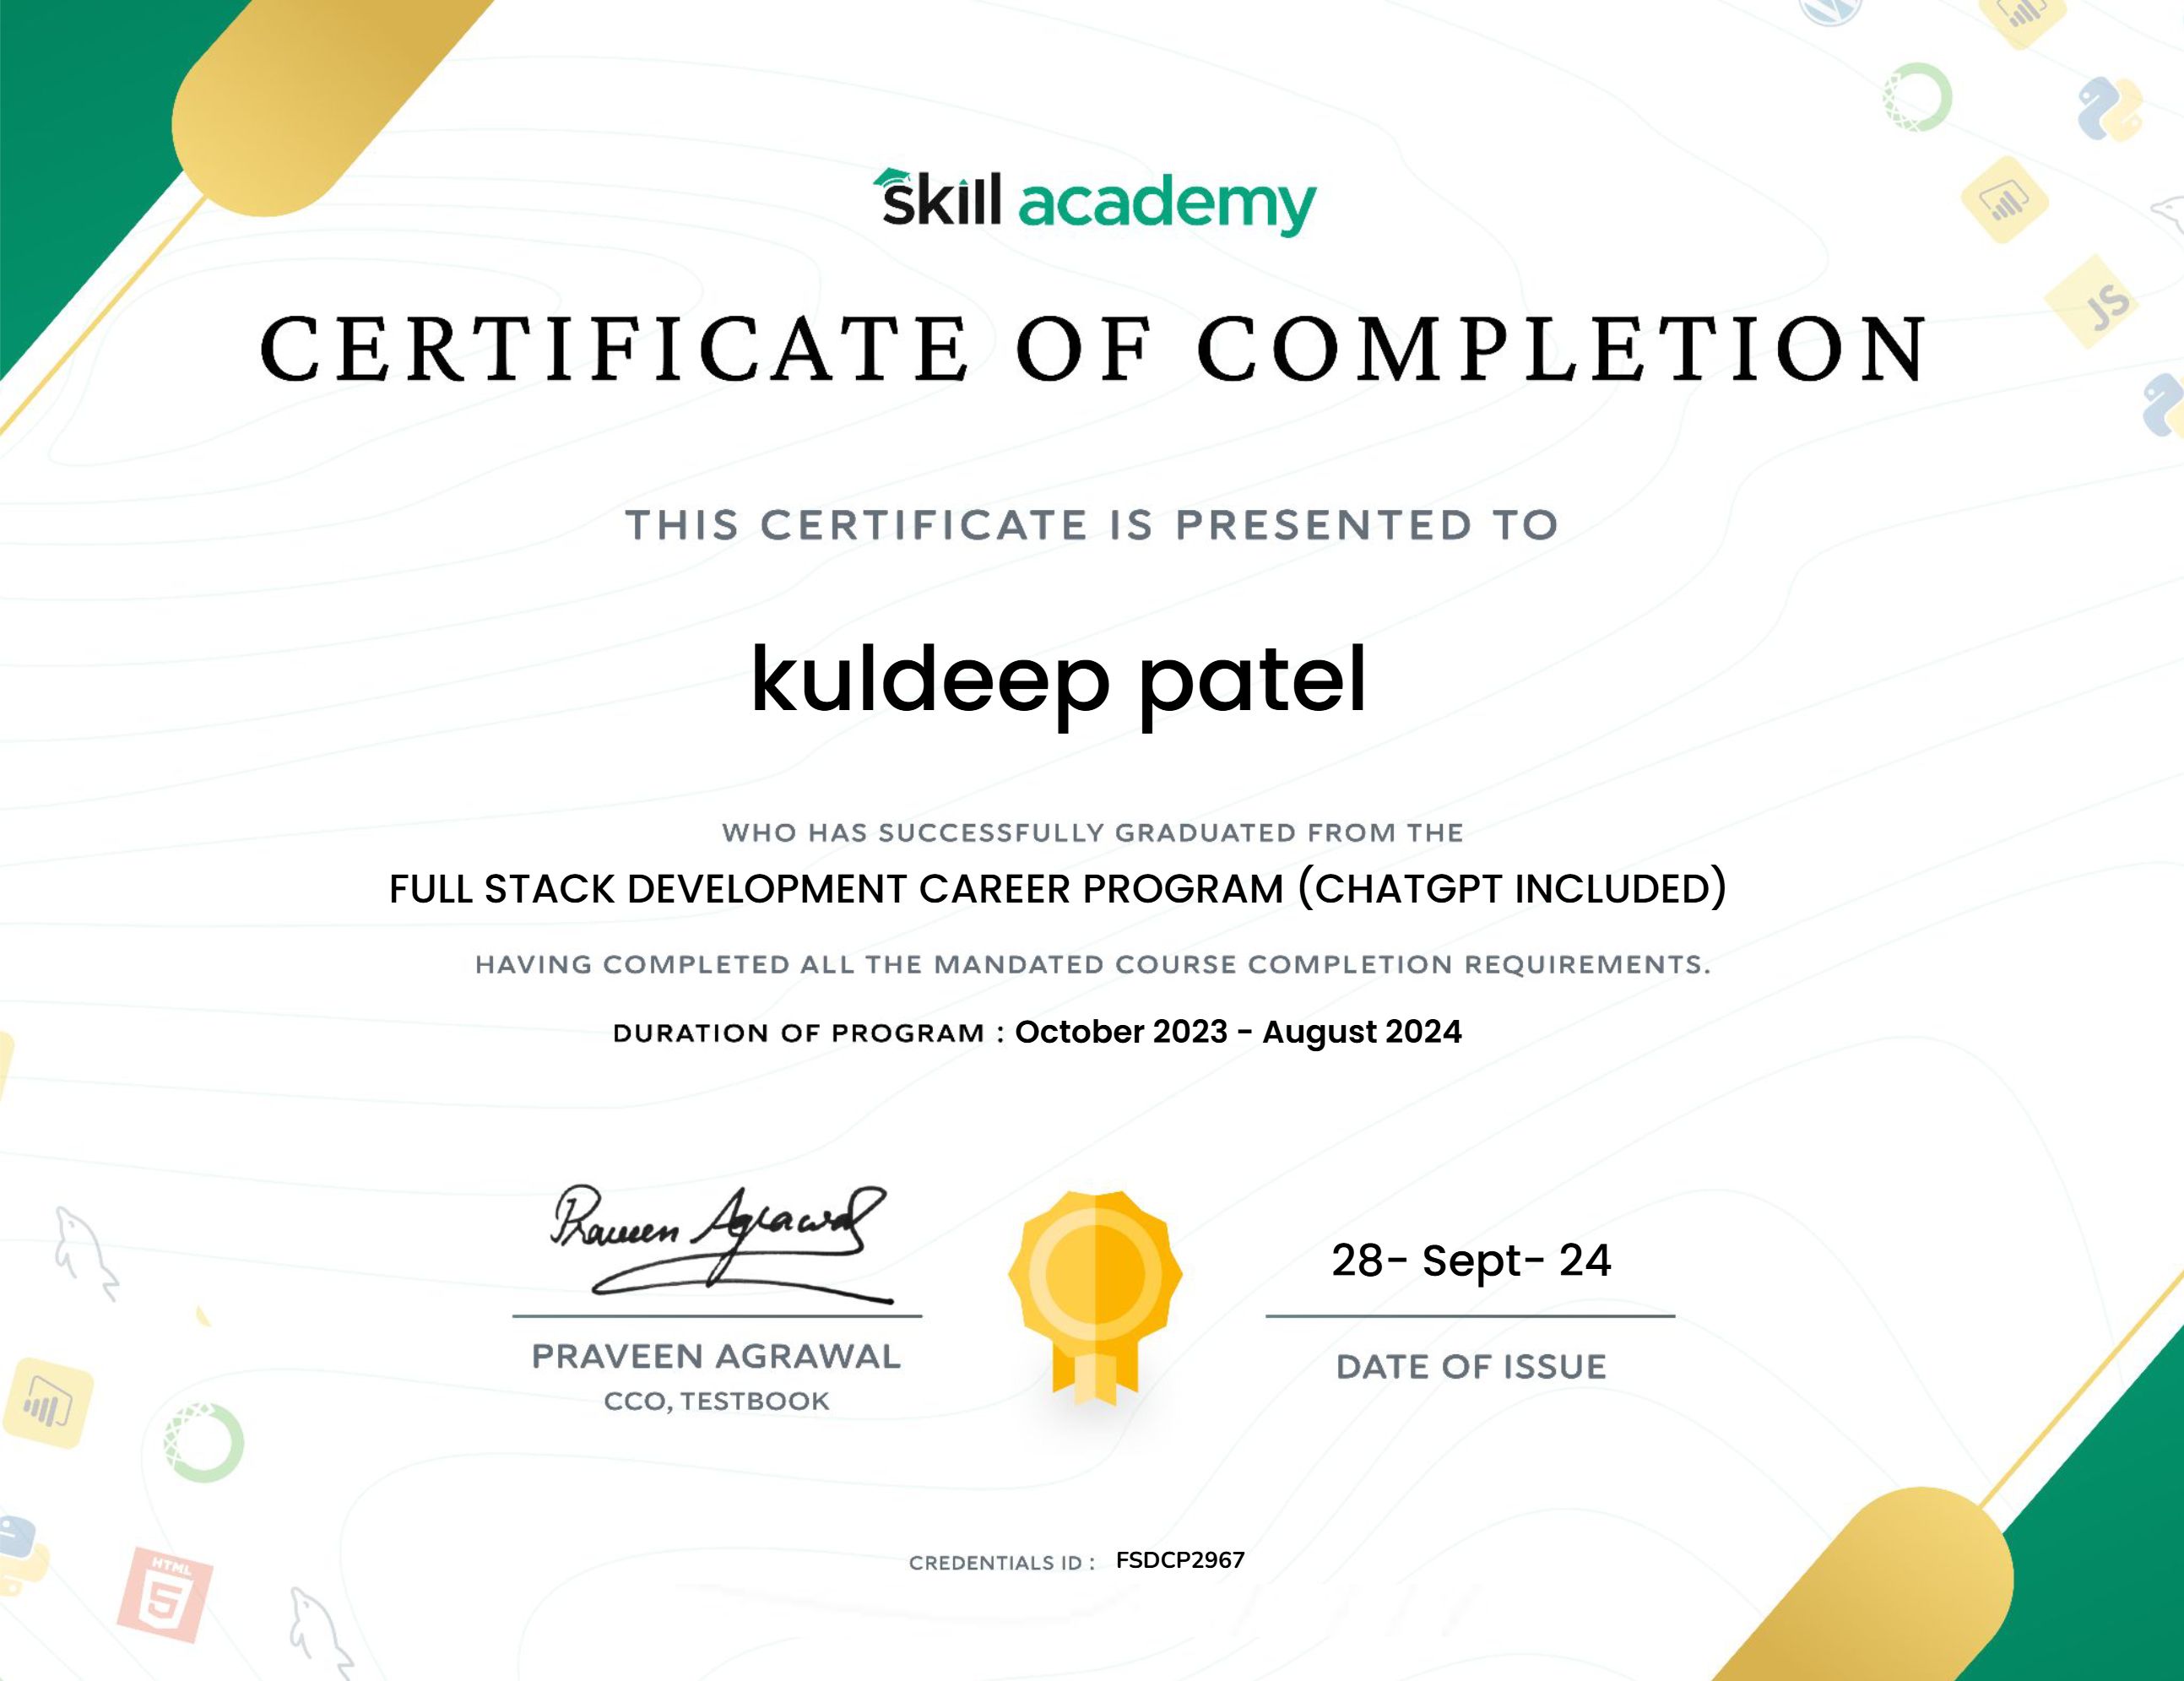 skill academy
CERTIFICATE OF COMPLETION
THIS CERTIFICATE IS PRESENTED TO
kuldeep patel
WHO HAS SUCCESSFULLY GRADUATED FROM THE
FULL STACK DEVELOPMENT CAREER PROGRAM (CHATGPT INCLUDED)
HAVING COMPLETED ALL THE MANDATED COURSE COMPLETION REQUIREMENTS.
DURATION OF PROGRAM : October 2023 - August 2024
Praveen Agrawal
28- Sept- 24
PRAVEEN AGRAWAL
DATE OF ISSUE
CCO, TESTBOOK
CREDENTIALS ID : FSDCP2967
JS
HTML
5